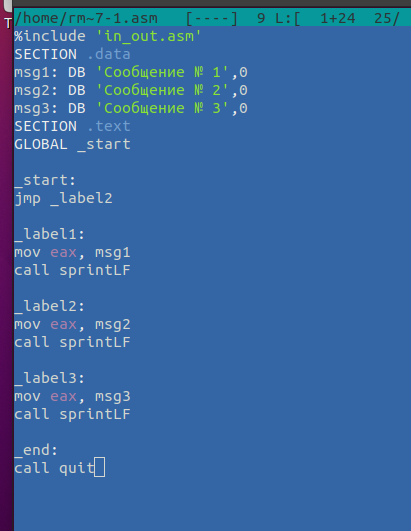 /home/rm~7-1.asm [----] 9 L:[ 1+24 25/
T
%include 'in_out.asm'
SECTION .data
msg1: DB 'Сообщение № 1',0
msg2: DB 'Сообщение № 2',0
msg3: DB 'Сообщение № 3',0
SECTION .text
GLOBAL _start
_start:
jmp _label2
_label1:
mov eax, msg1
call sprintLF
_label2:
mov eax, msg2
call sprintLF
_label3:
mov eax, msg3
call sprintLF
_end:
call quit